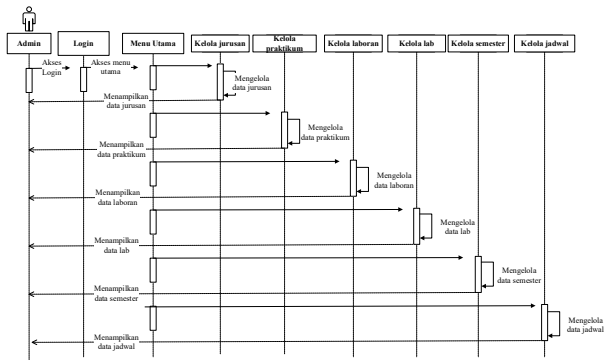 Admin
Login
Menu Utama
Kelola jurusan
Kelola
praktikum
Kelola laboran
Kelola lab
Kelola semester
Kelola jadwal
Akses
Login
Akses menu
utama
Mengelola
data jurusan
Menampilkan
data jurusan
Mengelola
data praktikum
Menampilkan
data praktikum
Mengelola
data laboran
Menampilkan
data laboran
Mengelola
data lab
Menampilkan
data lab
Mengelola
data semester
Menampilkan
data semester
Mengelola
data jadwal
Menampilkan
data jadwal